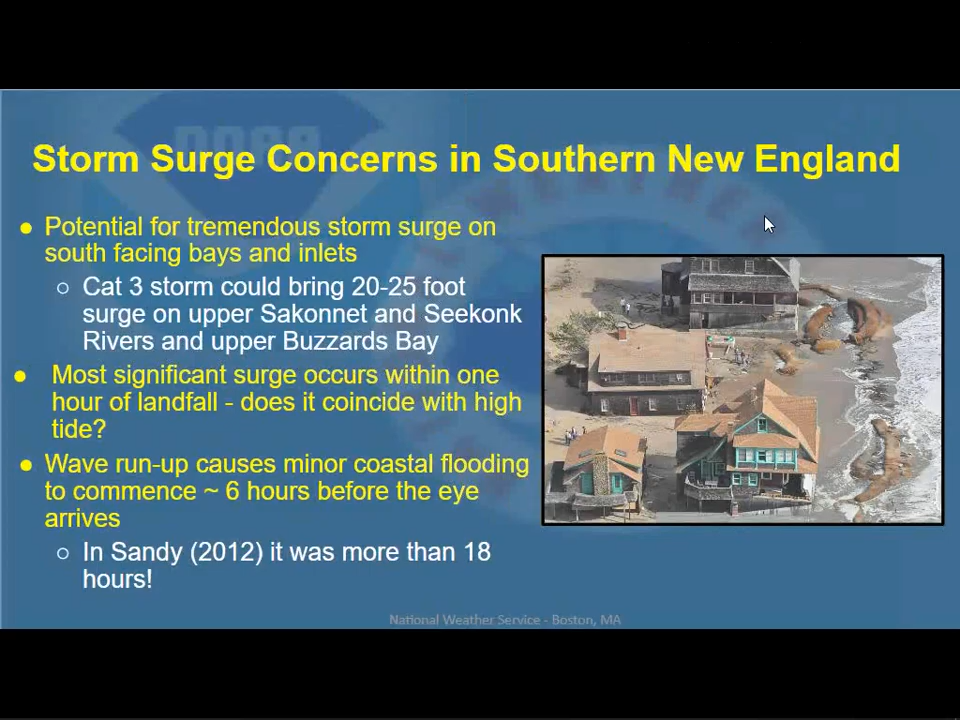 Storm Surge Concerns in Southern New England
● Potential for tremendous storm surge on
south facing bays and inlets
○ Cat 3 storm could bring 20-25 foot
surge on upper Sakonnet and Seekonk
Rivers and upper Buzzards Bay
● Most significant surge occurs within one
hour of landfall - does it coincide with high
tide?
● Wave run-up causes minor coastal flooding
to commence ~ 6 hours before the eye
arrives
○ In Sandy (2012) it was more than 18
hours!
National Weather Service - Boston, MA